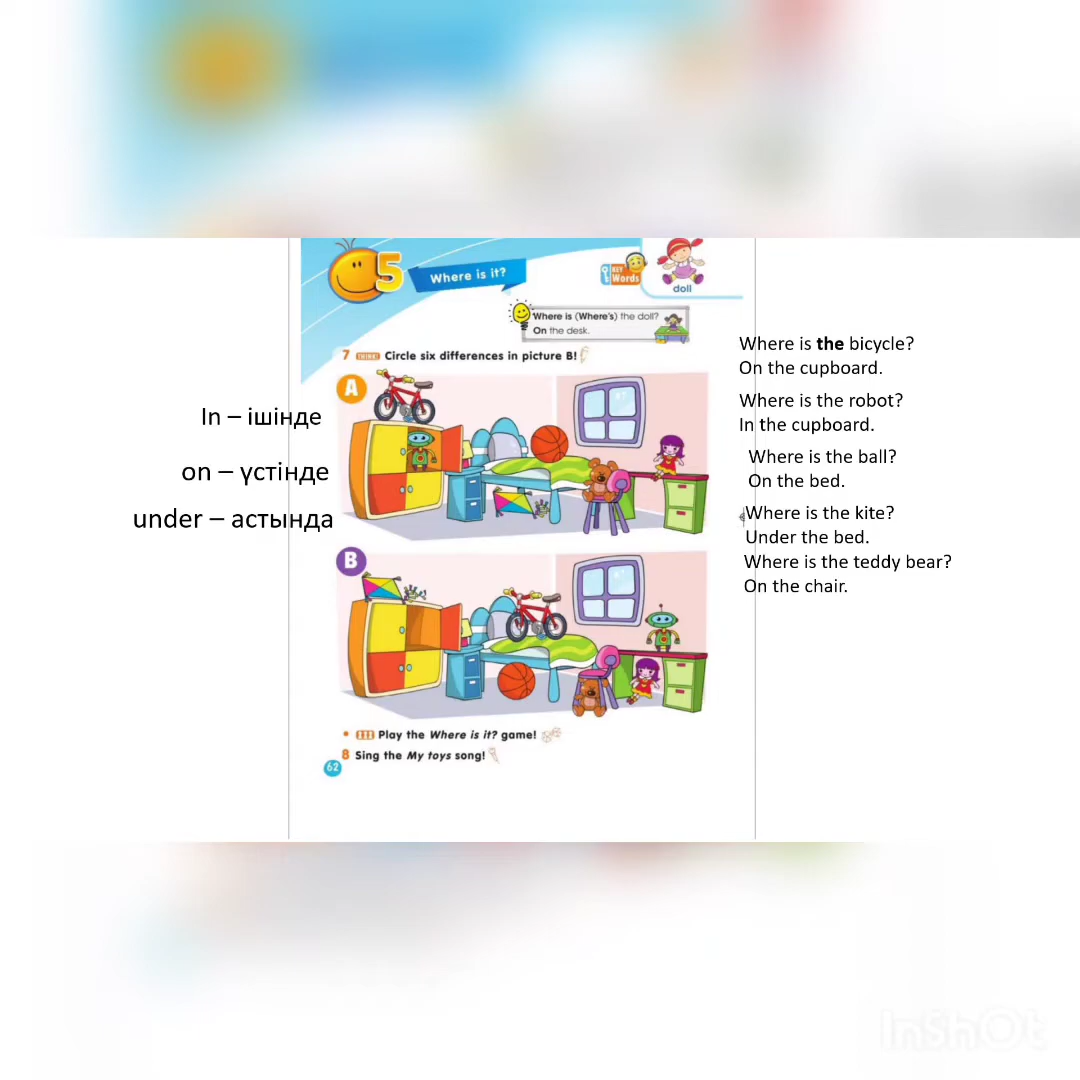 5
Where is it?
KEY
Words
doll
Where is (Where's) the doll?
On the desk.
7 THINK! Circle six differences in picture B!
A
B
• Play the Where is it? game!
8 Sing the My toys song!
62
In – ішінде
on – үстінде
under – астында
Where is the bicycle?
On the cupboard.
Where is the robot?
In the cupboard.
Where is the ball?
On the bed.
Where is the kite?
Under the bed.
Where is the teddy bear?
On the chair.
InShOt